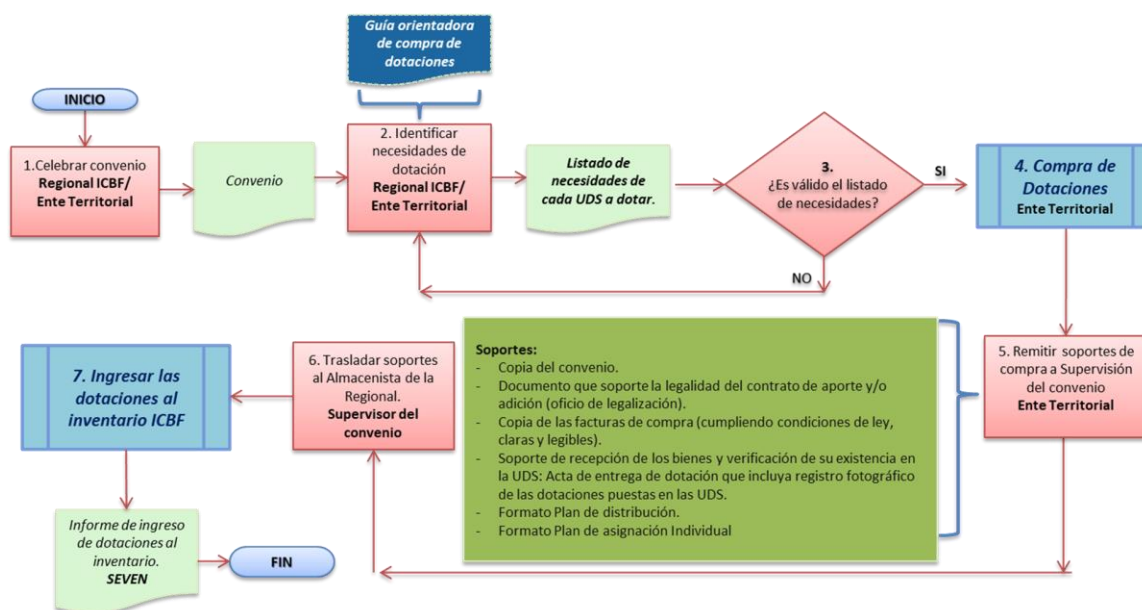 Guía orientadora
de compra de
dotaciones
INICIO
1.Celebrar convenio
Regional ICBF/
Ente Territorial
Convenio
2. Identificar
necesidades de
dotación
Regional ICBF/
Ente Territorial
Listado de
necesidades de
cada UDS a dotar.
3.
¿Es válido el listado
de necesidades?
SI
NO
4. Compra de
Dotaciones
Ente Territorial
5. Remitir soportes de
compra a Supervisión
del convenio
Ente Territorial
Soportes:
- Copia del convenio.
- Documento que soporte la legalidad del contrato de aporte y/o
adición (oficio de legalización).
- Copia de las facturas de compra (cumpliendo condiciones de ley,
claras y legibles).
- Soporte de recepción de los bienes y verificación de su existencia en
la UDS: Acta de entrega de dotación que incluya registro fotográfico
de las dotaciones puestas en las UDS.
- Formato Plan de distribución.
- Formato Plan de asignación Individual
6. Trasladar soportes
al Almacenista de la
Regional.
Supervisor del
convenio
7. Ingresar las
dotaciones al
inventario ICBF
Informe de ingreso
de dotaciones al
inventario.
SEVEN
FIN